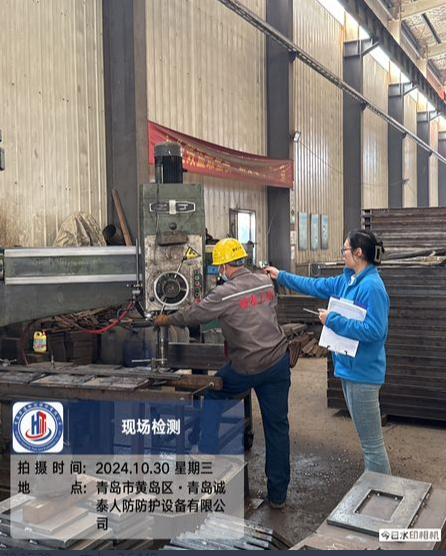 现场检测
拍摄时间：2024.10.30 星期三
地 点：青岛市黄岛区·青岛诚
泰人防防护设备有限公
司
今日水印相机